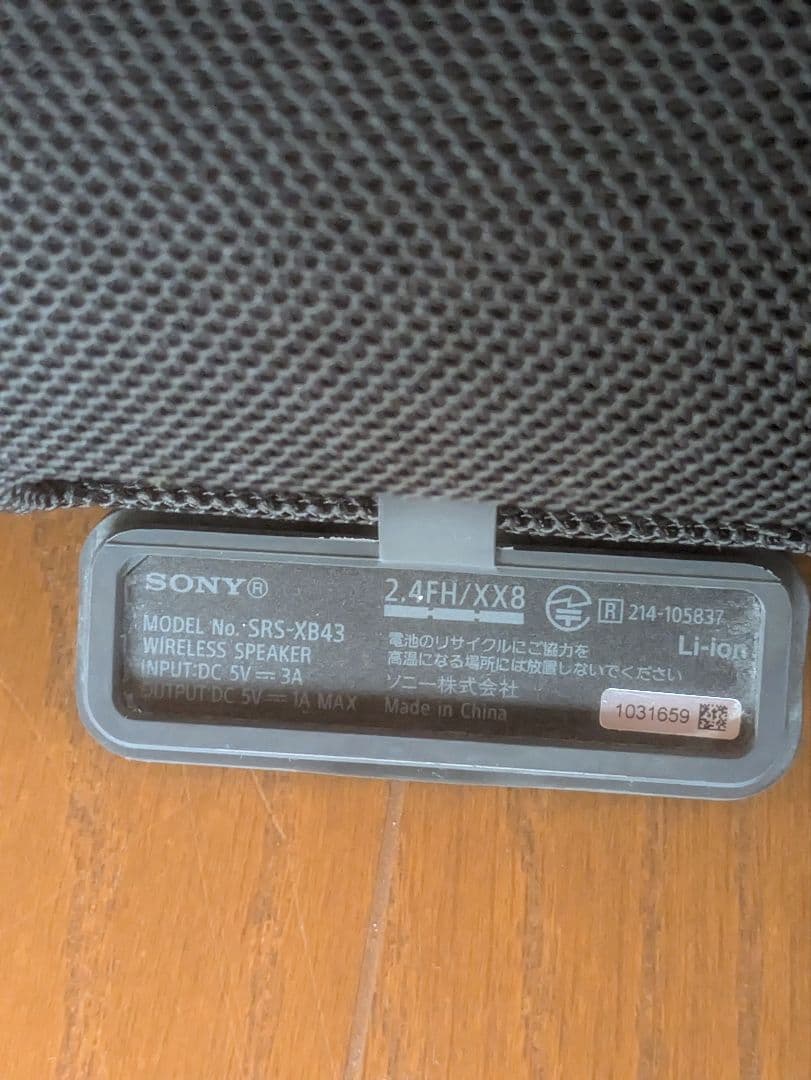 SONY®
MODEL No. SRS-XB43
WIRELESS SPEAKER
INPUT:DC 5V⎓3A
OUTPUT:DC 5V⎓1A MAX
2.4FH/XX8
R 214-105837
Li-ion
電池のリサイクルにご協力を
高温になる場所には放置しないでください
ソニー株式会社
Made in China
1031659